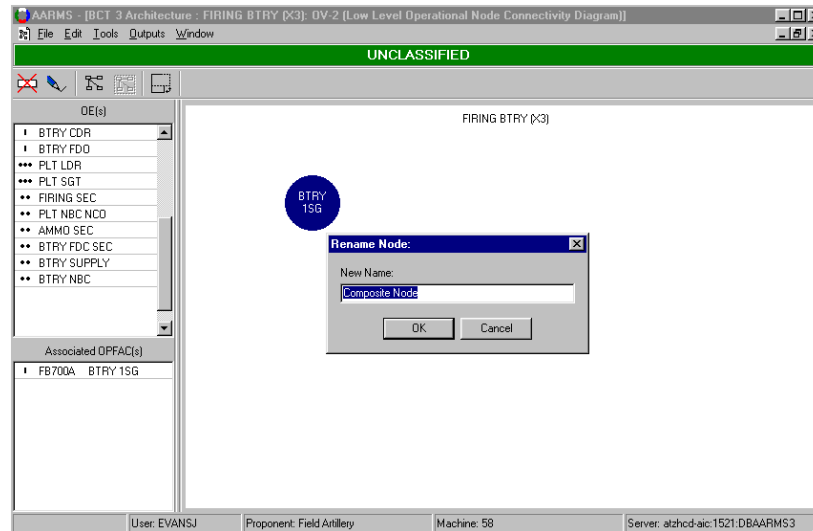 AARMS - [BCT 3 Architecture : FIRING BTRY (X3): OV-2 (Low Level Operational Node Connectivity Diagram)]
File Edit Tools Outputs Window
UNCLASSIFIED
OE(s)
BTRY CDR
BTRY FDO
PLT LDR
PLT SGT
FIRING SEC
PLT NBC NCO
AMMO SEC
BTRY FDC SEC
BTRY SUPPLY
BTRY NBC
Associated OPFAC(s)
FB700A BTRY 1SG
FIRING BTRY (X3)
BTRY
1SG
Rename Node:
New Name:
Composite Node
OK Cancel
User: EVANSJ Proponent: Field Artillery Machine: 58 Server: atzhcd-aic:1521:DBAARMS3